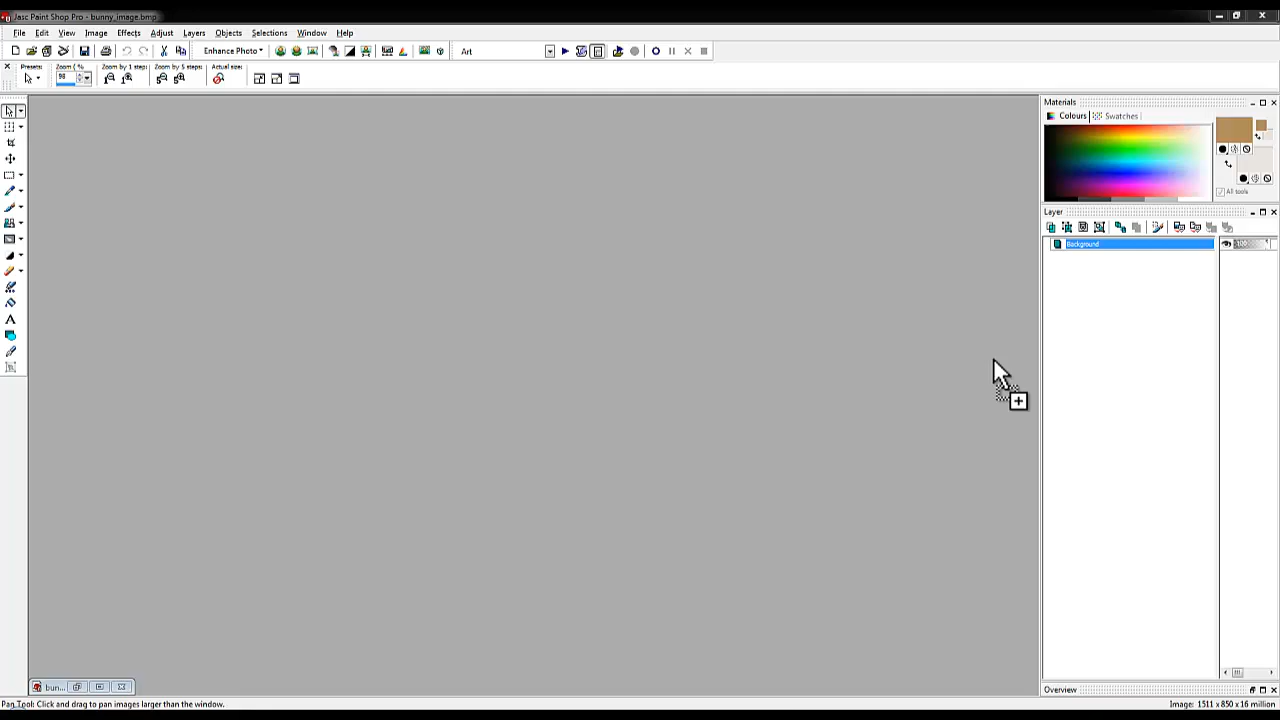 Jasc Paint Shop Pro - bunny_image.bmp
File Edit View Image Effects Adjust Layers Objects Selections Window Help
Enhance Photo Art
Presets: Zoom (% Zoom by 1 step: Zoom by 5 steps: Actual size:
98
Materials
Colours Swatches
All tools
Layer
Background 100
Overview
bun...
Pan Tool: Click and drag to pan images larger than the window. Image: 1511 x 850 x 16 million